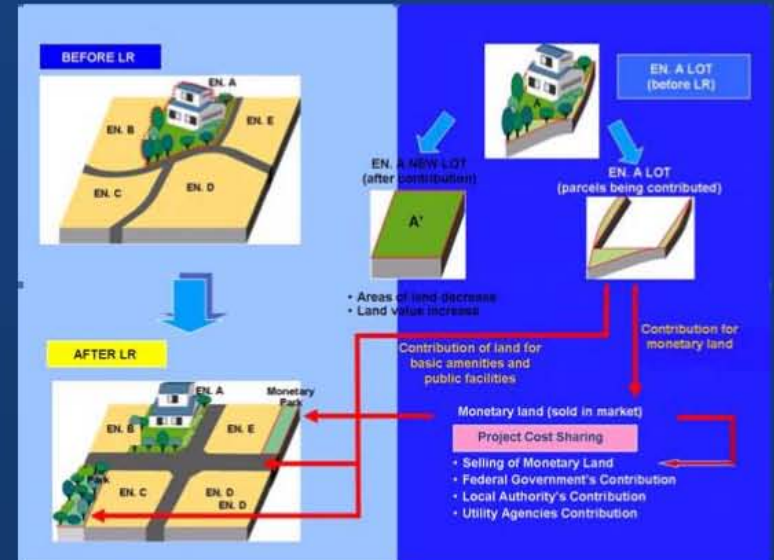 BEFORE LR
EN. A
EN. B
EN. E
EN. C
EN. D
AFTER LR
EN. A
Monetary
Park
EN. B
EN. E
Park
EN. C
EN. D
EN. D
A
EN. A LOT
(before LR)
EN. A NEW LOT
(after contribution)
A'
• Areas of land decrease
• Land value increase
EN. A LOT
(parcels being contributed)
Contribution of land for
basic amenities and
public facilities
Contribution for
monetary land
Monetary land (sold in market)
Project Cost Sharing
• Selling of Monetary Land
• Federal Government's Contribution
• Local Authority's Contribution
• Utility Agencies Contribution